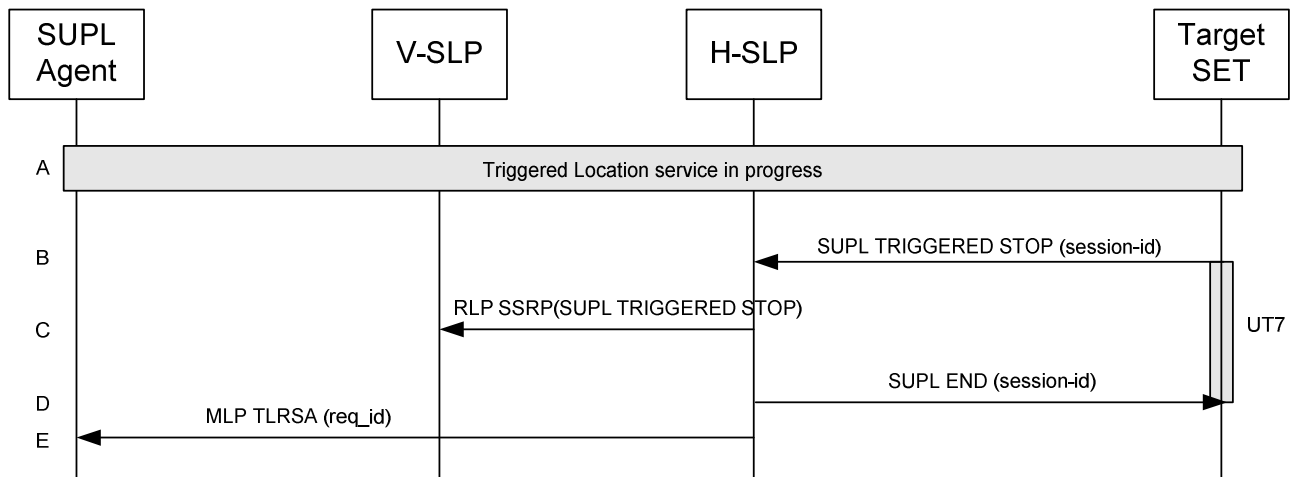 SUPL
Agent
V-SLP
H-SLP
Target
SET
A
Triggered Location service in progress
B
SUPL TRIGGERED STOP (session-id)
RLP SSRP(SUPL TRIGGERED STOP)
C
UT7
SUPL END (session-id)
D
MLP TLRSA (req_id)
E